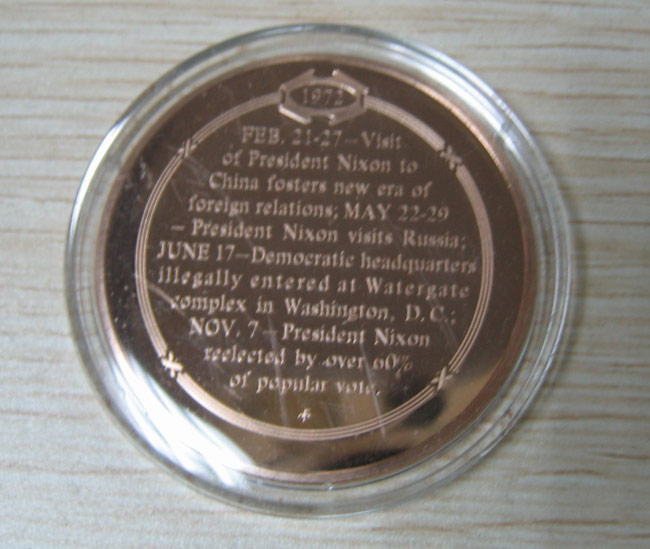 1972
FEB. 21-27—Visit
of President Nixon to
China fosters new era of
foreign relations; MAY 22-29
— President Nixon visits Russia;
JUNE 17—Democratic headquarters
illegally entered at Watergate
complex in Washington, D. C.;
NOV. 7— President Nixon
reelected by over 60%
of popular vote.